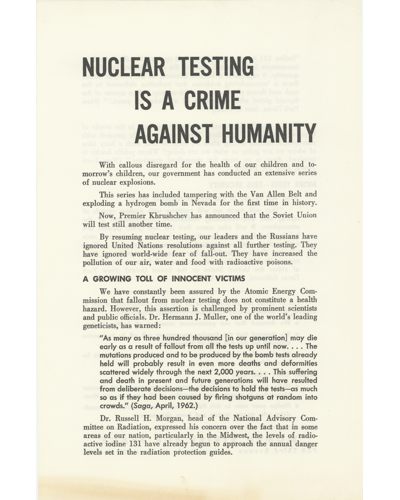 NUCLEAR TESTING
IS A CRIME
AGAINST HUMANITY
With callous disregard for the health of our children and to-
morrow's children, our government has conducted an extensive series
of nuclear explosions.
This series has included tampering with the Van Allen Belt and
exploding a hydrogen bomb in Nevada for the first time in history.
Now, Premier Khrushchev has announced that the Soviet Union
will test still another time.
By resuming nuclear testing, our leaders and the Russians have
ignored United Nations resolutions against all further testing. They
have ignored world-wide fear of fall-out. They have increased the
pollution of our air, water and food with radioactive poisons.
A GROWING TOLL OF INNOCENT VICTIMS
We have constantly been assured by the Atomic Energy Com-
mission that fallout from nuclear testing does not constitute a health
hazard. However, this assertion is challenged by prominent scientists
and public officials. Dr. Hermann J. Muller, one of the world's leading
geneticists, has warned:
"As many as three hundred thousand [in our generation] may die
early as a result of fallout from all the tests up until now. . . . The
mutations produced and to be produced by the bomb tests already
held will probably result in even more deaths and deformities
scattered widely through the next 2,000 years. . . . This suffering
and death in present and future generations will have resulted
from deliberate decisions—the decisions to hold the tests—as much
so as if they had been caused by firing shotguns at random into
crowds." (Saga, April, 1962.)
Dr. Russell H. Morgan, head of the National Advisory Com-
mittee on Radiation, expressed his concern over the fact that in some
areas of our nation, particularly in the Midwest, the levels of radio-
active iodine 131 have already begun to approach the annual danger
levels set in the radiation protection guides.